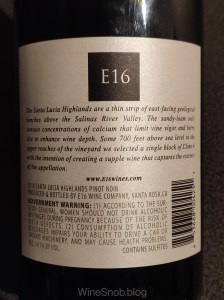 E16
The Santa Lucia Highlands are a thin strip of east-facing geological
benches above the Salinas River Valley. The sandy-loam soils
contain concentrations of calcium that limit vine vigor and bury
vine to enhance wine depth. Some 700 feet above sea level in the
upper reaches of the vineyard we selected a single block of Clone 4
with the intention of creating a supple wine that captures the essence
of the appellation.
www.e16wines.com
2018 SANTA LUCIA HIGHLANDS PINOT NOIR
PRODUCED & BOTTLED BY E16 WINE COMPANY, SANTA ROSA, CA
GOVERNMENT WARNING: (1) ACCORDING TO THE SUR-
GEON GENERAL, WOMEN SHOULD NOT DRINK ALCOHOLIC
BEVERAGES DURING PREGNANCY BECAUSE OF THE RISK OF
BIRTH DEFECTS. (2) CONSUMPTION OF ALCOHOLIC
BEVERAGES IMPAIRS YOUR ABILITY TO DRIVE A CAR OR
OPERATE MACHINERY, AND MAY CAUSE HEALTH PROBLEMS.
CONTAINS SULFITES
WineSnob.blog